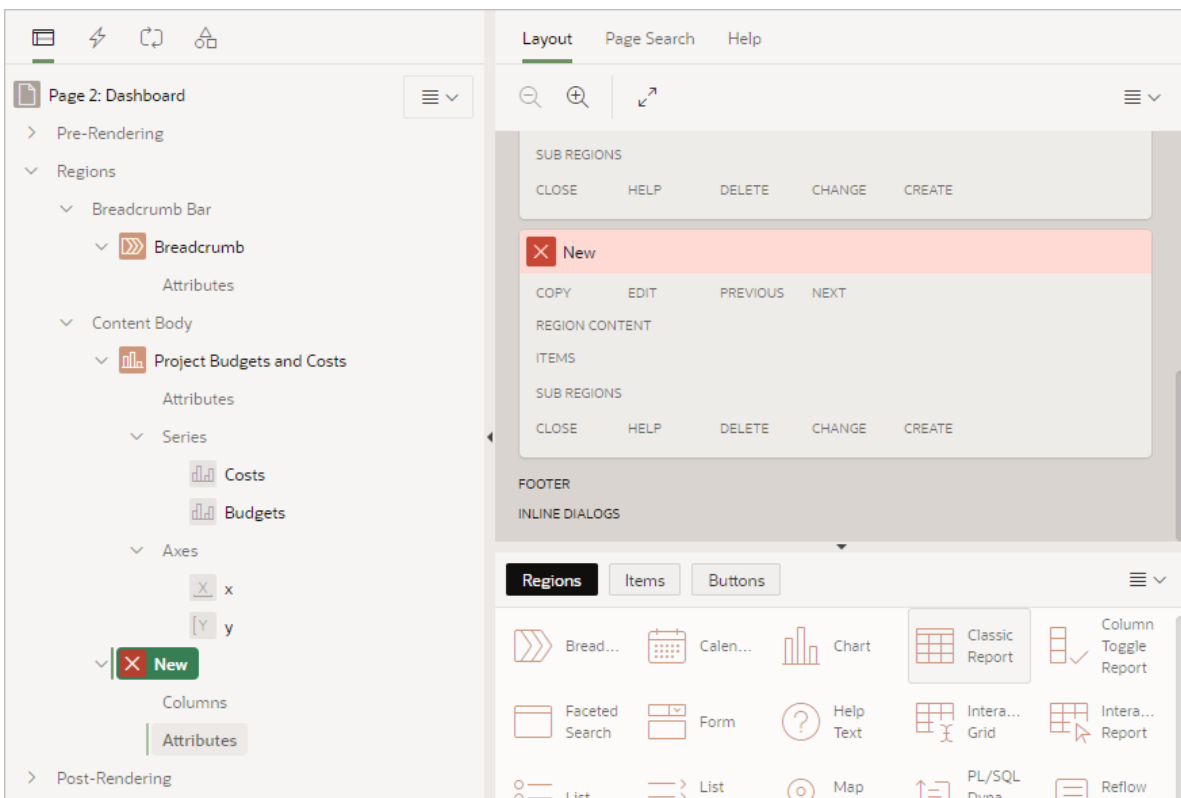 Page 2: Dashboard
Pre-Rendering
Regions
Breadcrumb Bar
Breadcrumb
Attributes
Content Body
Project Budgets and Costs
Attributes
Series
Costs
Budgets
Axes
X x
Y y
New
Columns
Attributes
Post-Rendering
Layout Page Search Help
SUB REGIONS
CLOSE HELP DELETE CHANGE CREATE
New
COPY EDIT PREVIOUS NEXT
REGION CONTENT
ITEMS
SUB REGIONS
CLOSE HELP DELETE CHANGE CREATE
FOOTER
INLINE DIALOGS
Regions Items Buttons
Bread...
Calen...
Chart
Classic
Report
Column
Toggle
Report
Faceted
Search
Form
Help
Text
Intera...
Grid
Intera...
Report
List
List
Map
PL/SQL
Dyna...
Reflow